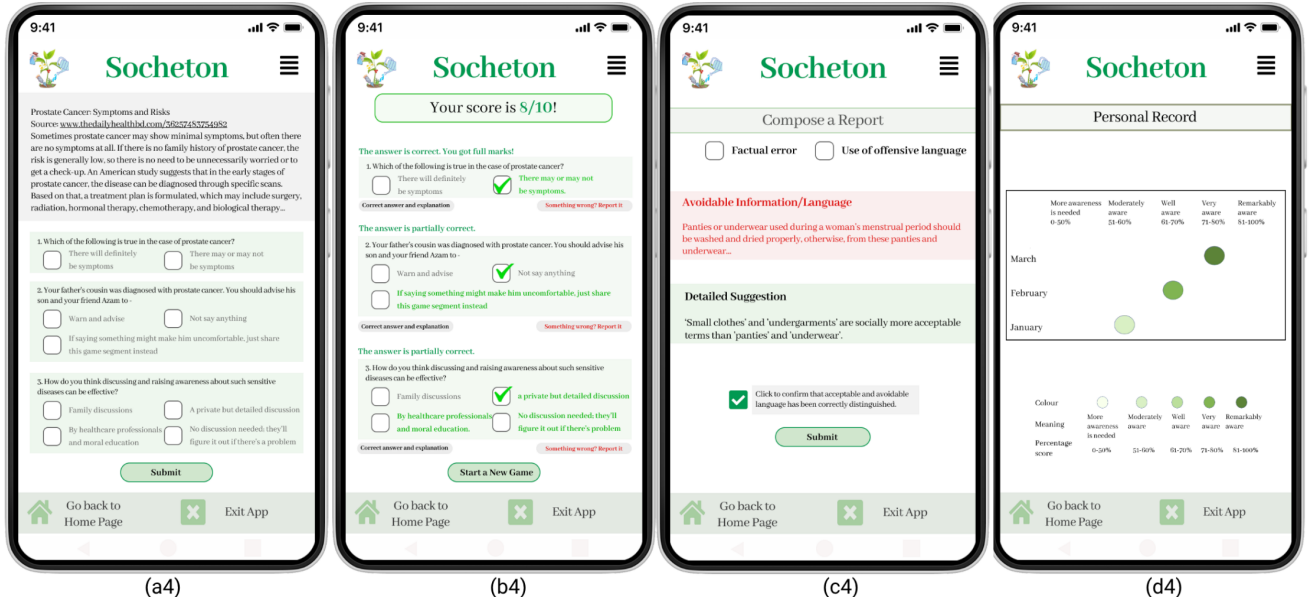 9:41
Socheton
Prostate Cancer: Symptoms and Risks
Source: www.thedailyhealthbd.com/36257483754982
Sometimes prostate cancer may show minimal symptoms, but often there
are no symptoms at all. If there is no family history of prostate cancer, the
risk is generally low, so there is no need to be unnecessarily worried or to
get a check-up. An American study suggests that in the early stages of
prostate cancer, the disease can be diagnosed through specific scans.
Based on that, a treatment plan is formulated, which may include surgery,
radiation, hormonal therapy, chemotherapy, and biological therapy...
1. Which of the following is true in the case of prostate cancer?
There will definitely
be symptoms
There may or may not
be symptoms
2. Your father's cousin was diagnosed with prostate cancer. You should advise his
son and your friend Azam to -
Warn and advise
Not say anything
If saying something might make him uncomfortable, just share
this game segment instead
3. How do you think discussing and raising awareness about such sensitive
diseases can be effective?
Family discussions
A private but detailed discussion
By healthcare professionals
and moral education
No discussion needed; they'll
figure it out if there's a problem
Submit
Go back to
Home Page
Exit App
(a4)
9:41
Socheton
Your score is 8/10!
The answer is correct. You got full marks!
1. Which of the following is true in the case of prostate cancer?
There will definitely
be symptoms
There may or may not
be symptoms.
Correct answer and explanation
Something wrong? Report it
The answer is partially correct.
2. Your father's cousin was diagnosed with prostate cancer. You should advise his
son and your friend Azam to -
Warn and advise
Not say anything
If saying something might make him uncomfortable, just share
this game segment instead
Correct answer and explanation
Something wrong? Report it
The answer is partially correct.
3. How do you think discussing and raising awareness about such sensitive
diseases can be effective?
Family discussions
a private but detailed discussion
By healthcare professionals
and moral education.
No discussion needed; they'll
figure it out if there's a problem
Correct answer and explanation
Something wrong? Report it
Start a New Game
Go back to
Home Page
Exit App
(b4)
9:41
Socheton
Compose a Report
Factual error
Use of offensive language
Avoidable Information/Language
Panties or underwear used during a woman's menstrual period should
be washed and dried properly, otherwise, from these panties and
underwear...
Detailed Suggestion
'Small clothes' and 'undergarments' are socially more acceptable
terms than 'panties' and 'underwear'.
Click to confirm that acceptable and avoidable
language has been correctly distinguished.
Submit
Go back to
Home Page
Exit App
(c4)
9:41
Socheton
Personal Record
More awareness
is needed
0-50%
Moderately
aware
51-60%
Well
aware
61-70%
Very
aware
71-80%
Remarkably
aware
81-100%
March
February
January
Colour
Meaning
More
awareness
is needed
Moderately
aware
Well
aware
Very
aware
Remarkably
aware
Percentage
score
0-50%
51-60%
61-70%
71-80%
81-100%
Go back to
Home Page
Exit App
(d4)